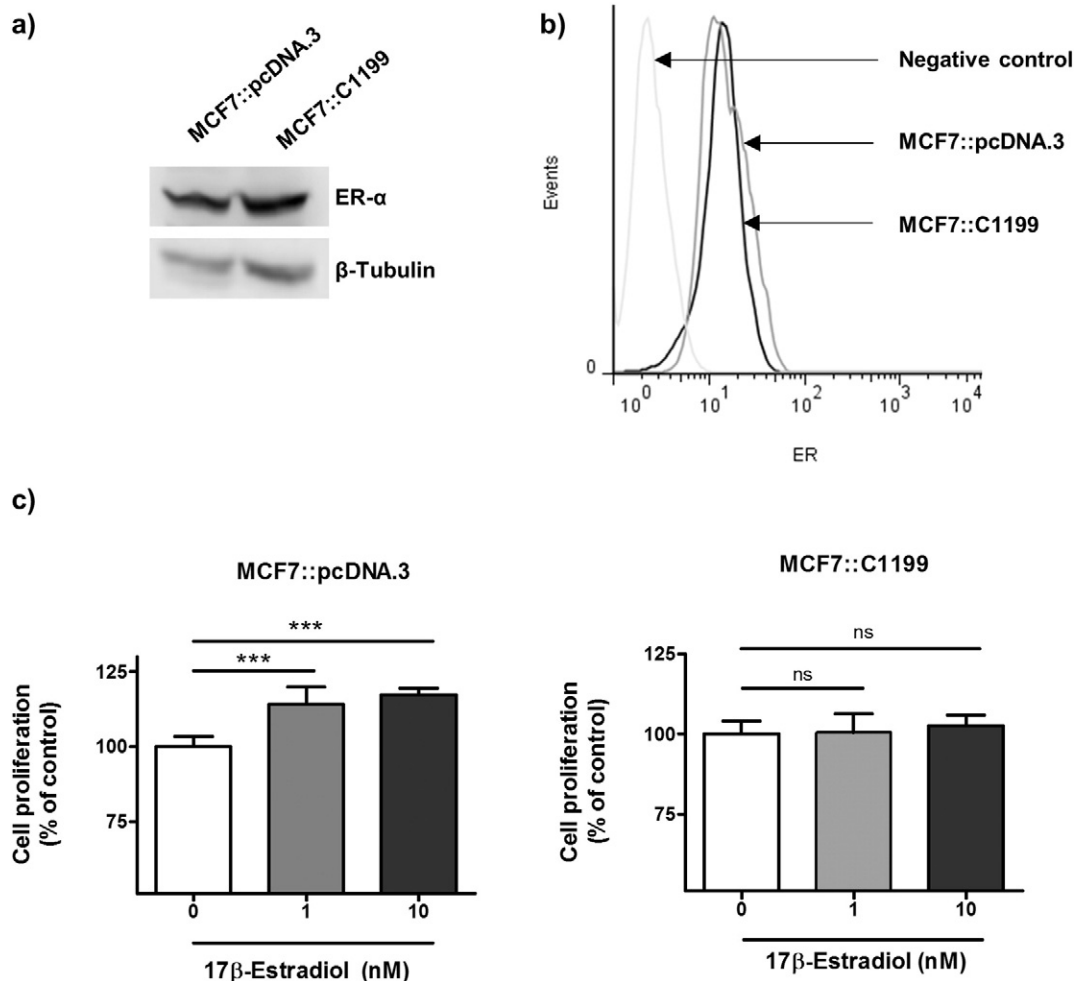 a)
MCF7::pcDNA.3
MCF7::C1199
ER-α
β-Tubulin
b)
Events
0
10^0 10^1 10^2 10^3 10^4
ER
Negative control
MCF7::pcDNA.3
MCF7::C1199
c)
MCF7::pcDNA.3
Cell proliferation
(% of control)
125
100
75
***
***
0 1 10
17β-Estradiol (nM)
MCF7::C1199
Cell proliferation
(% of control)
125
100
75
ns
ns
0 1 10
17β-Estradiol (nM)